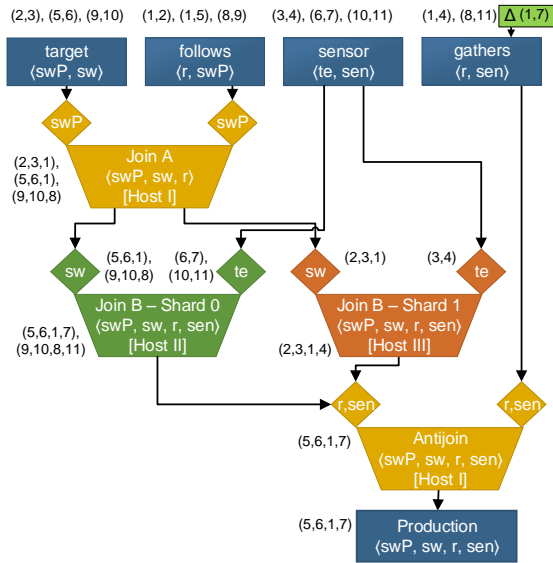 (2,3), (5,6), (9,10)
(1,2), (1,5), (8,9)
(3,4), (6,7), (10,11)
(1,4), (8,11)
Δ (1,7)
target
⟨swP, sw⟩
follows
⟨r, swP⟩
sensor
⟨te, sen⟩
gathers
⟨r, sen⟩
swP
swP
(2,3,1),
(5,6,1),
(9,10,8)
Join A
⟨swP, sw, r⟩
[Host I]
sw
(5,6,1),
(9,10,8)
(6,7),
(10,11)
te
sw
(2,3,1)
(3,4)
te
(5,6,1,7),
(9,10,8,11)
Join B – Shard 0
⟨swP, sw, r, sen⟩
[Host II]
Join B – Shard 1
⟨swP, sw, r, sen⟩
[Host III]
(2,3,1,4)
r,sen
r,sen
(5,6,1,7)
Antijoin
⟨swP, sw, r, sen⟩
[Host I]
(5,6,1,7)
Production
⟨swP, sw, r, sen⟩